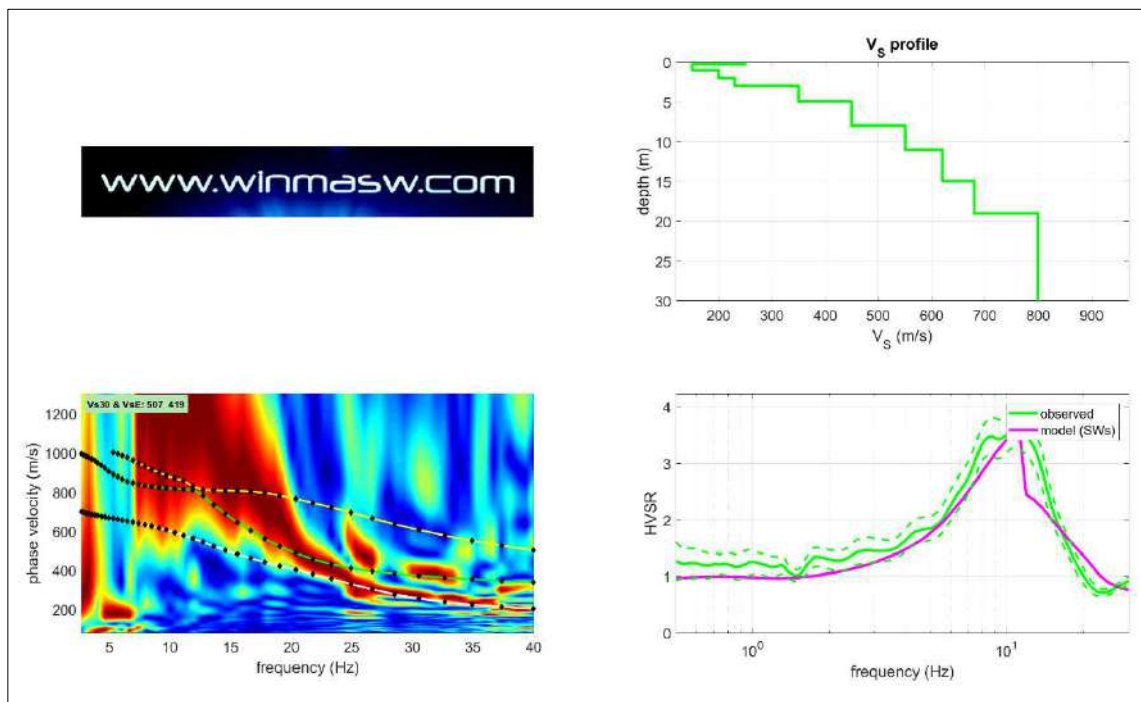 www.winmasw.com
V_S profile
0
5
10
15
20
25
30
depth (m)
200 300 400 500 600 700 800 900
V_S (m/s)
Vs30 & VsE: 507 419
1200
1000
800
600
400
200
phase velocity (m/s)
5 10 15 20 25 30 35 40
frequency (Hz)
observed
model (SWs)
4
3
2
1
0
HVSR
10^0 10^1
frequency (Hz)